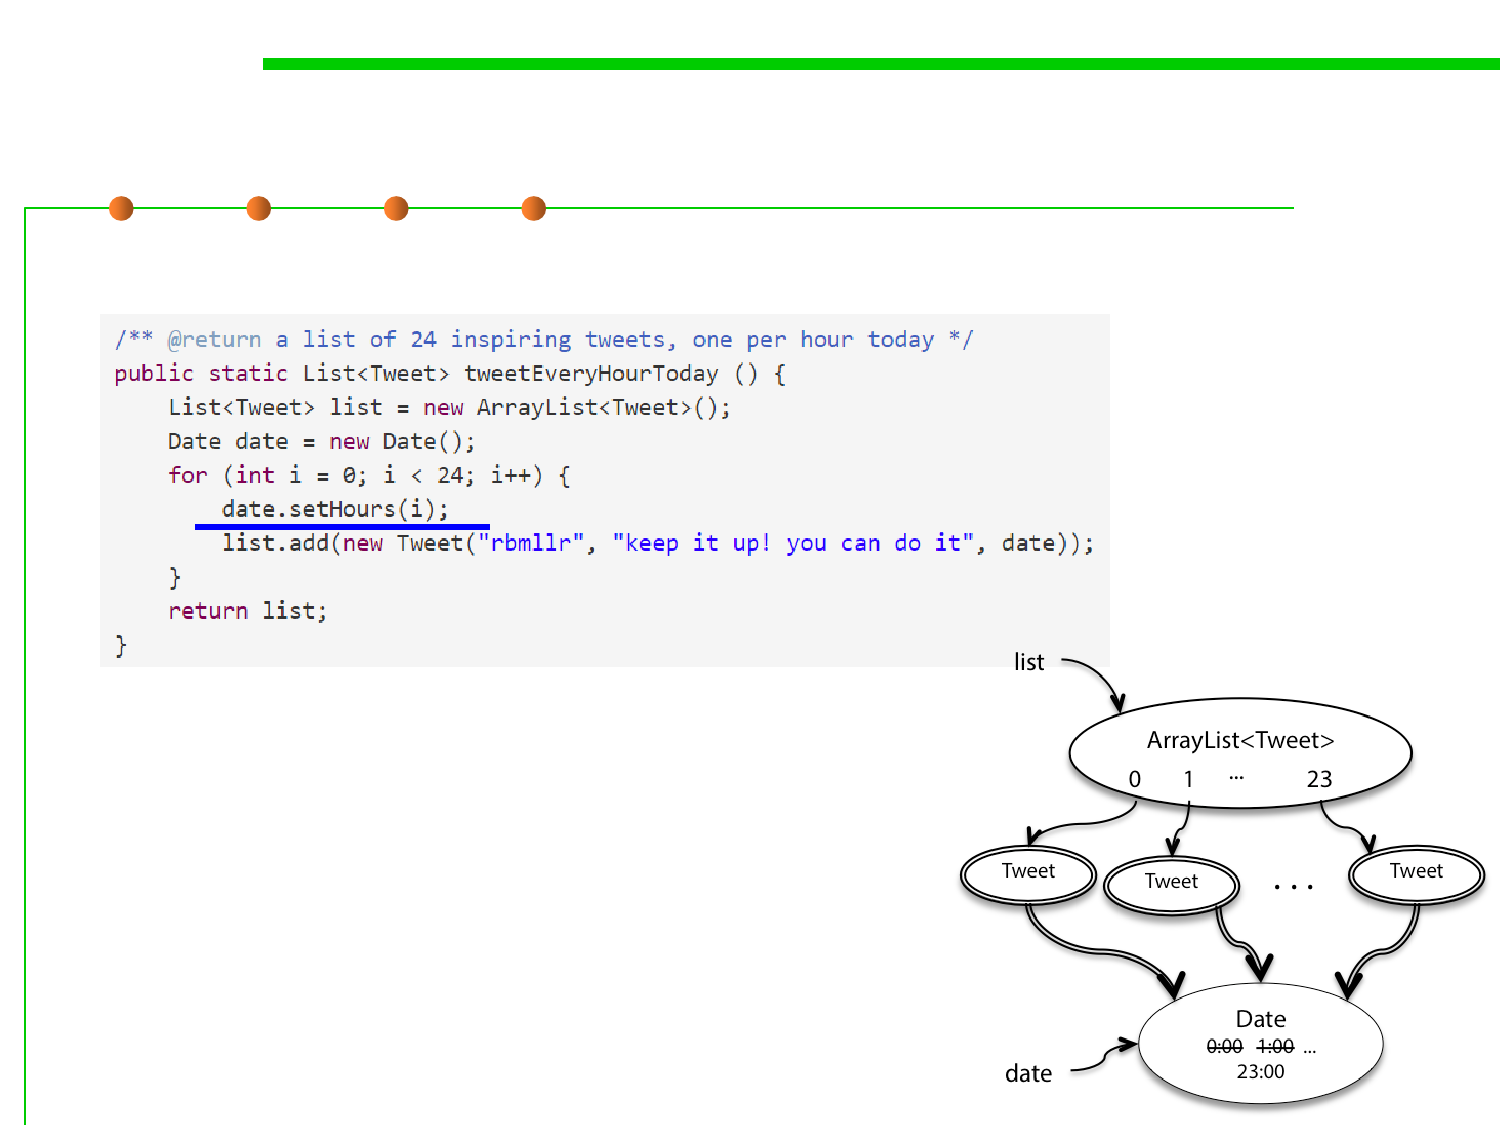 /** @return a list of 24 inspiring tweets, one per hour today */
public static List<Tweet> tweetEveryHourToday () {
    List<Tweet> list = new ArrayList<Tweet>();
    Date date = new Date();
    for (int i = 0; i < 24; i++) {
        date.setHours(i);
        list.add(new Tweet("rbmllr", "keep it up! you can do it", date));
    }
    return list;
}
list
ArrayList<Tweet>
0 1 ... 23
Tweet Tweet . . . Tweet
Date
0:00 1:00 ...
23:00
date